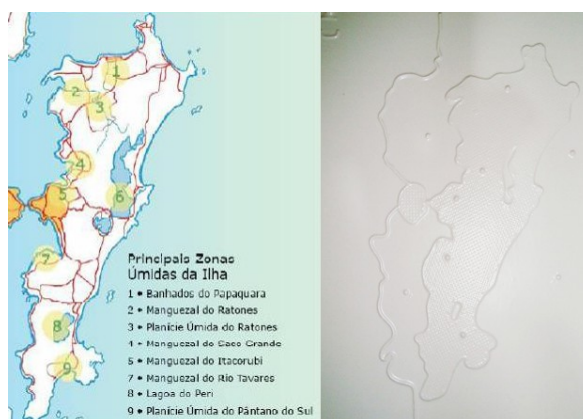 1
2
3
4
5
6
7
8
9
Principais Zonas
Úmidas da Ilha
1 • Banhados do Papaquara
2 • Manguezal do Ratones
3 • Planície Úmida do Ratones
4 • Manguezal do Saco Grande
5 • Manguezal do Itacorubi
7 • Manguezal do Rio Tavares
8 • Lagoa do Peri
9 • Planície Úmida do Pântano do Sul